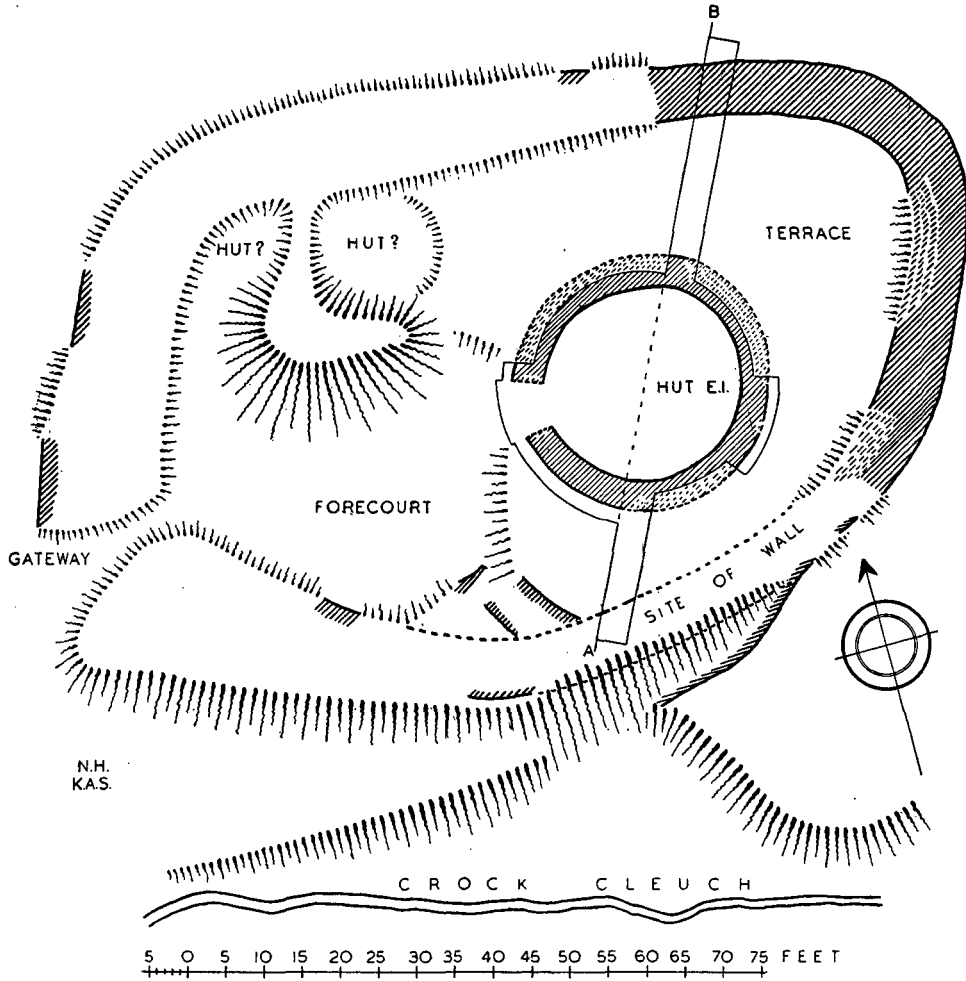 B
HUT?
HUT?
TERRACE
HUT E.I.
FORECOURT
GATEWAY
SITE OF WALL
A
N.H.
K.A.S.
CROCK CLEUCH
5 0 5 10 15 20 25 30 35 40 45 50 55 60 65 70 75 FEET